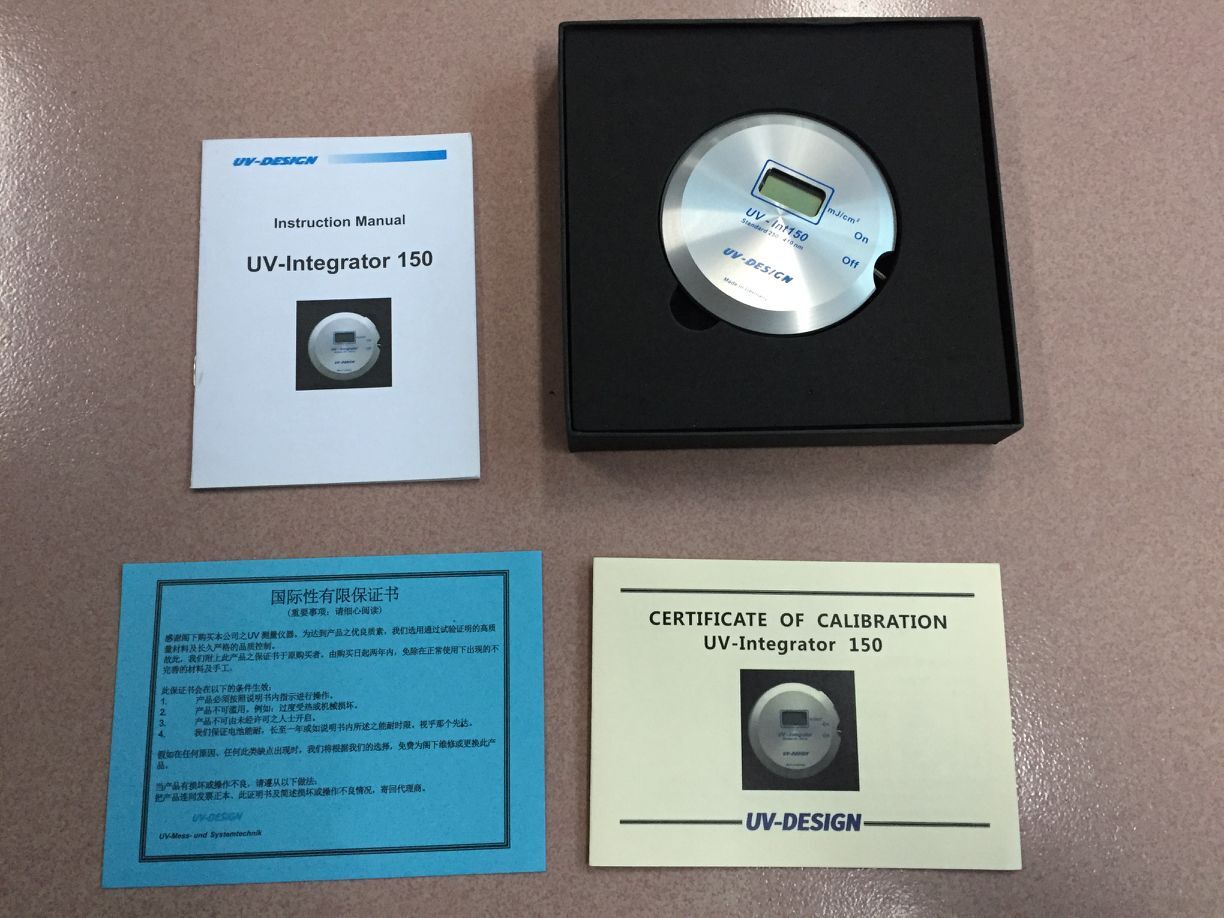 UV-DESIGN
Instruction Manual
UV-Integrator 150
mJ/cm²
UV - Int150
Standard 250 - 410 nm
On
Off
UV-DESIGN
Made in Germany
国际性有限保证书
(重要事项：请细心阅读)
感谢阁下购买本公司之UV 测量仪器。为达到产品之优良质素，我们选用通过试验证明的高质
量材料及长久严格的品质控制。
故此，我们附上此产品之保证书于原购买者。由购买日起两年内，免除在正常使用下出现的不
完善的材料及手工。
此保证书会在以下的条件生效：
1. 产品必须按照说明书内指示进行操作。
2. 产品不可滥用，例如：过度受热或机械损坏。
3. 产品不可由未经许可之人士开启。
4. 我们保证电池能耐，长至一年或如说明书内所述之能耐时限。视乎那个先达。
假如在任何原因、任何此类缺点出现时，我们将根据我们的选择，免费为阁下维修或更换此产
品。
当产品有损坏或操作不良，请遵从以下做法：
把产品连同发票正本、此证明书及简述损坏或操作不良情况，寄回代理商。
UV-DESIGN
UV-Mess- und Systemtechnik
CERTIFICATE OF CALIBRATION
UV-Integrator 150
UV - Integrator
On
UV-DESIGN
UV-DESIGN